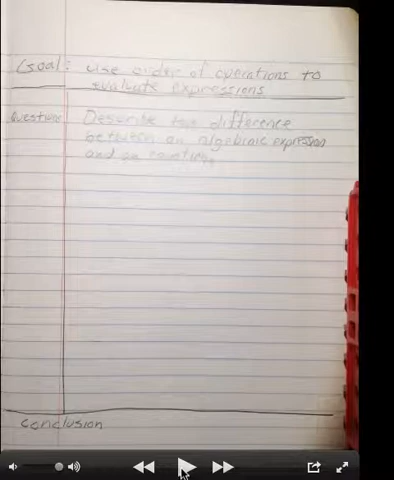 Goal: Use order of operations to
evaluate expressions
Questions Describe the difference
between an algebraic expression
and an equation.
conclusion